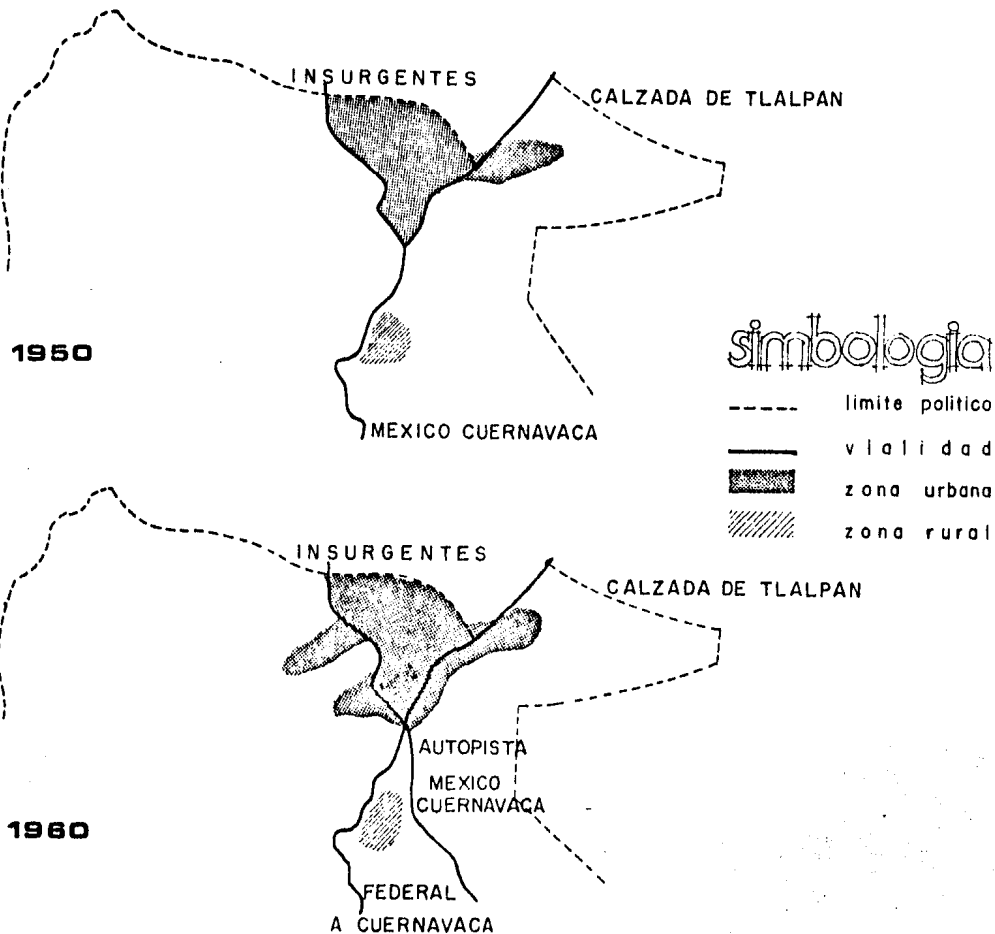 INSURGENTES
CALZADA DE TLALPAN
1950
MEXICO CUERNAVACA
simbologia
limite politico
vialidad
zona urbana
zona rural
INSURGENTES
CALZADA DE TLALPAN
AUTOPISTA
MEXICO
CUERNAVACA
1960
FEDERAL
A CUERNAVACA